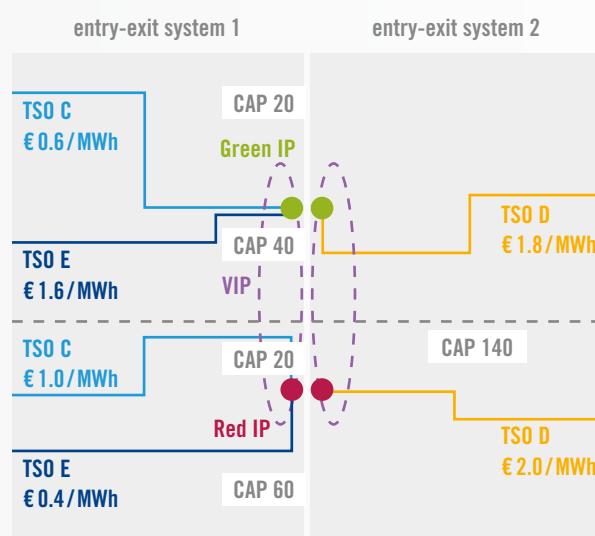 entry-exit system 1
entry-exit system 2
TSO C
€ 0.6 / MWh
CAP 20
Green IP
TSO D
€ 1.8 / MWh
TSO E
€ 1.6 / MWh
CAP 40
VIP
TSO C
€ 1.0 / MWh
CAP 20
CAP 140
Red IP
TSO D
€ 2.0 / MWh
TSO E
€ 0.4 / MWh
CAP 60